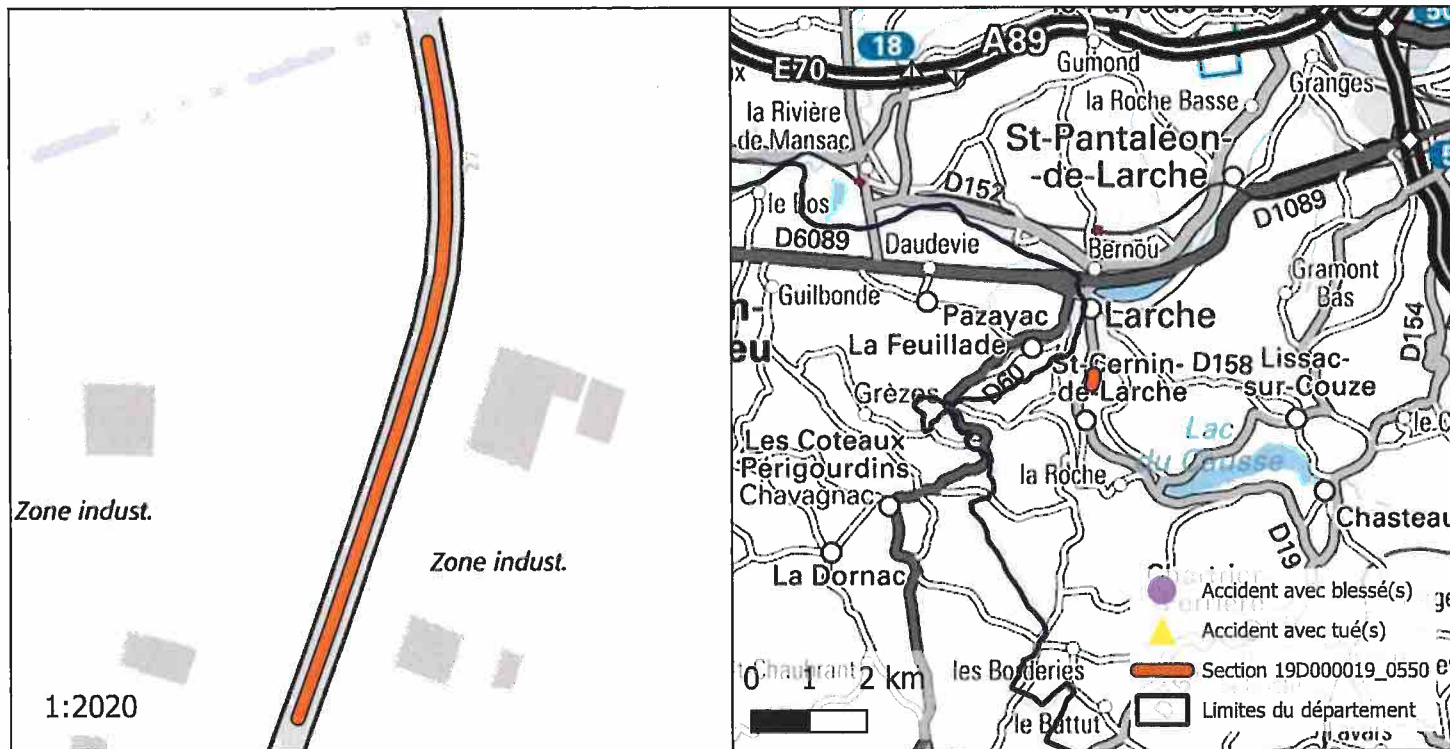 Zone indust.
Zone indust.
1:2020
18
A89
E70
Gumond
Granges
la Roche Basse
la Rivière
de Mansac
St-Pantaléon-
-de-Larche
D152
D1089
D6089
Daudevie
Bernou
Guilbonde
Gramont
Bas
Pazayac
Larche
D154
La Feuillade
D60
St-Cernin-
-de-Larche
D158
Lissac-
-sur-Couze
Grèzes
Lac
du Causse
Les Coteaux
Périgourdins
la Roche
Chavagnac
Chasteau
D19
La Dornac
Accident avec blessé(s)
Accident avec tué(s)
Section 19D000019_0550
Limites du département
0 1 2 km
les Borderies
le Battut